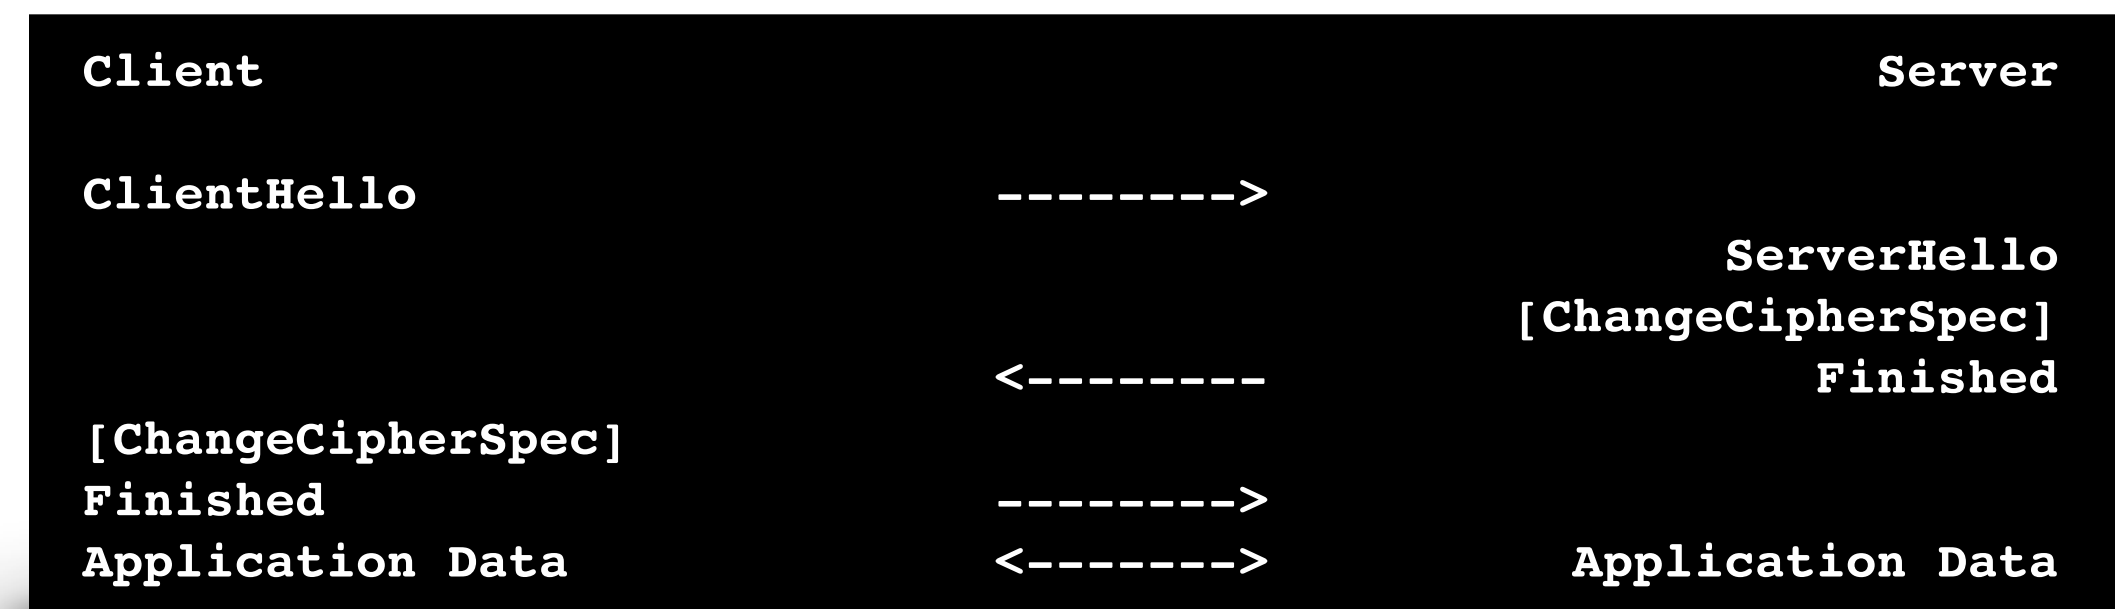 Client Server
ClientHello -------->
ServerHello
[ChangeCipherSpec]
<-------- Finished
[ChangeCipherSpec]
Finished -------->
Application Data <-------> Application Data